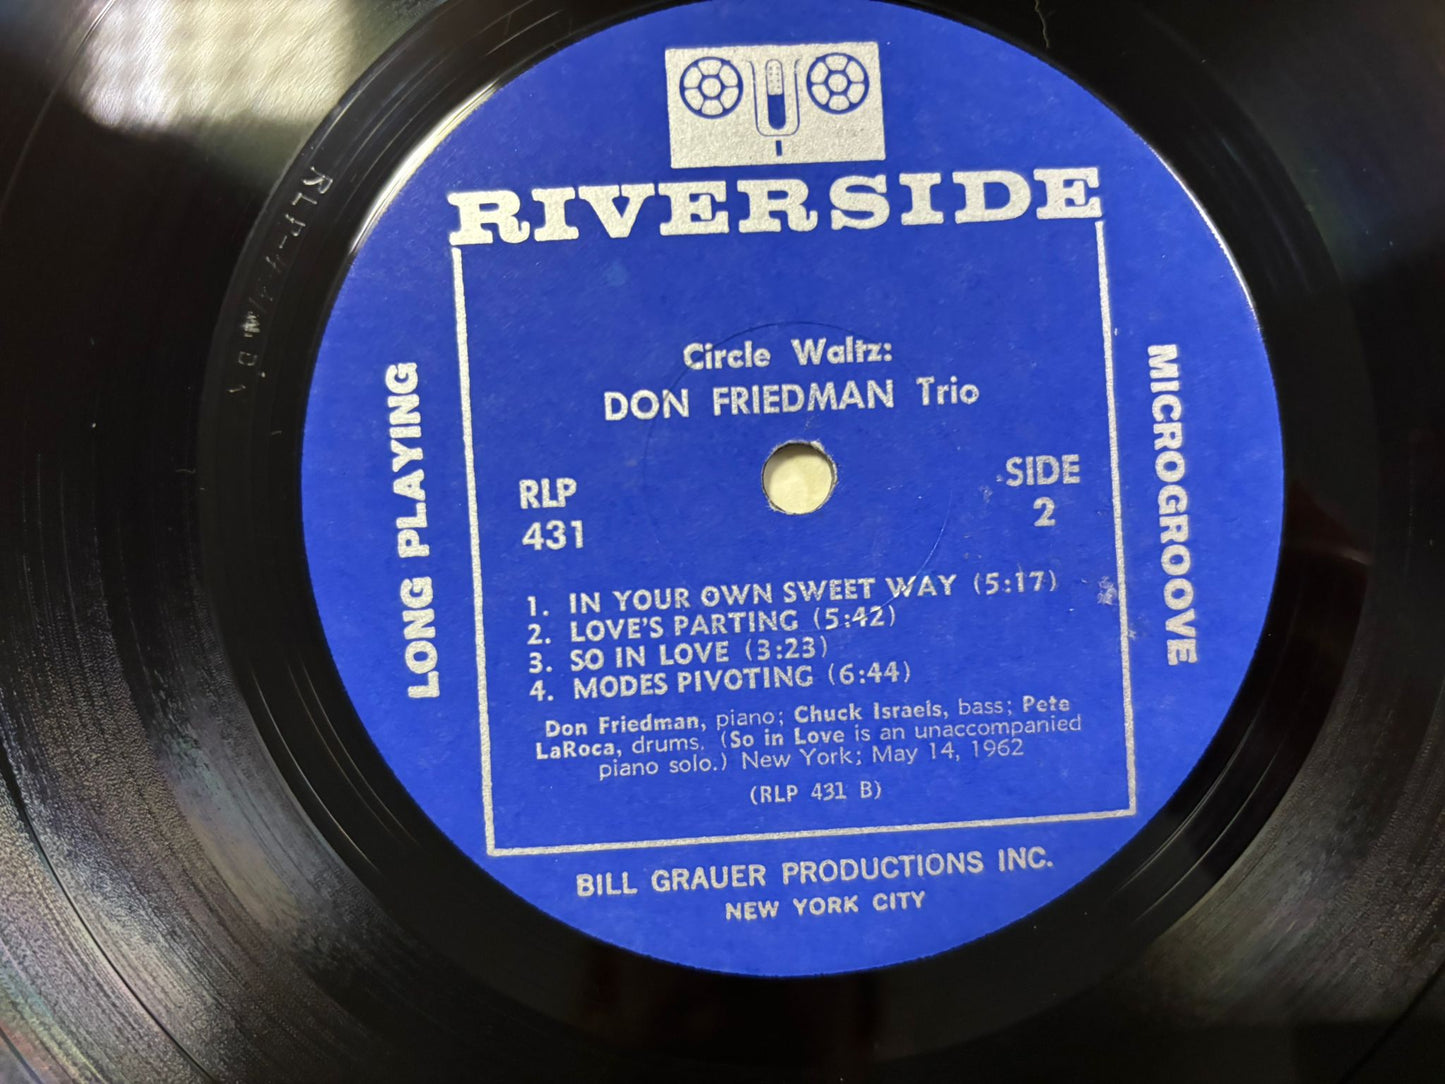 RIVERSIDE
Circle Waltz:
DON FRIEDMAN Trio
RLP
431
SIDE
2
LONG PLAYING
MICROGROOVE
1. IN YOUR OWN SWEET WAY (5:17)
2. LOVE'S PARTING (5:42)
3. SO IN LOVE (3:23)
4. MODES PIVOTING (6:44)
Don Friedman, piano; Chuck Israels, bass; Pete
LaRoca, drums. (So in Love is an unaccompanied
piano solo.) New York; May 14, 1962
(RLP 431 B)
BILL GRAUER PRODUCTIONS INC.
NEW YORK CITY